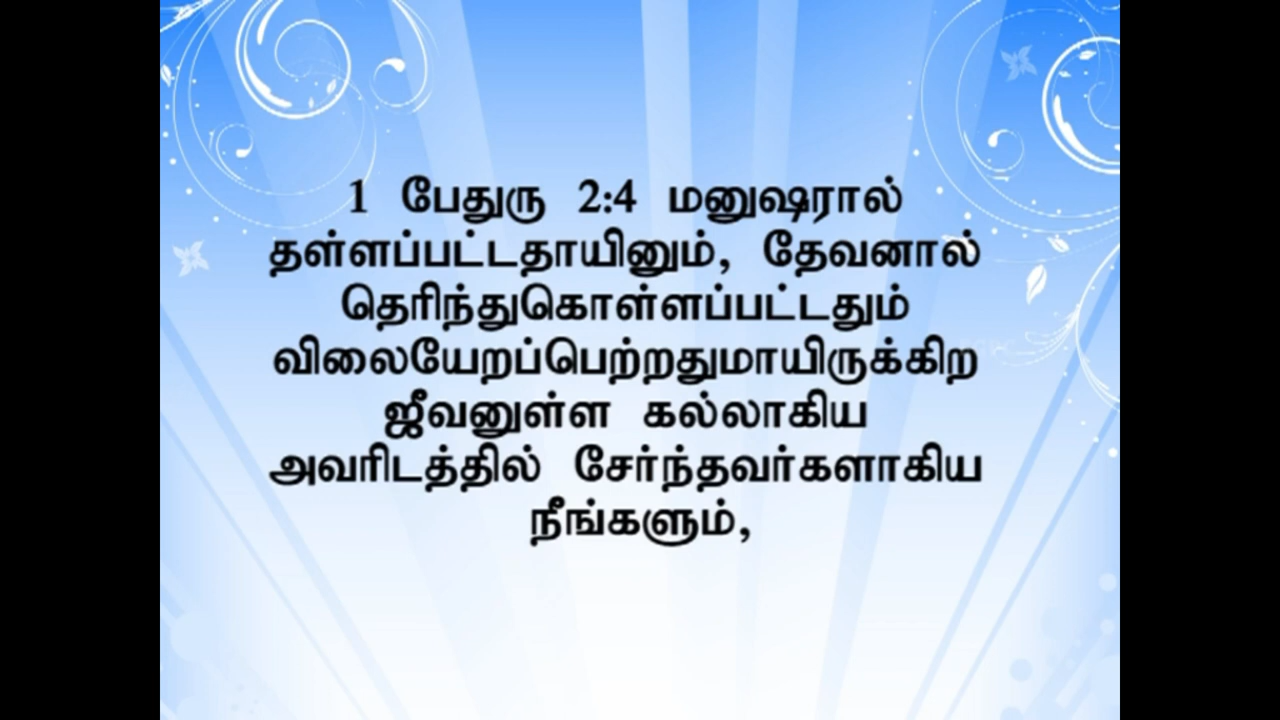 1 பேதுரு 2:4 மனுஷரால்
தள்ளப்பட்டதாயினும், தேவனால்
தெரிந்துகொள்ளப்பட்டதும்
விலையேறப்பெற்றதுமாயிருக்கிற
ஜீவனுள்ள கல்லாகிய
அவரிடத்தில் சேர்ந்தவர்களாகிய
நீங்களும்,